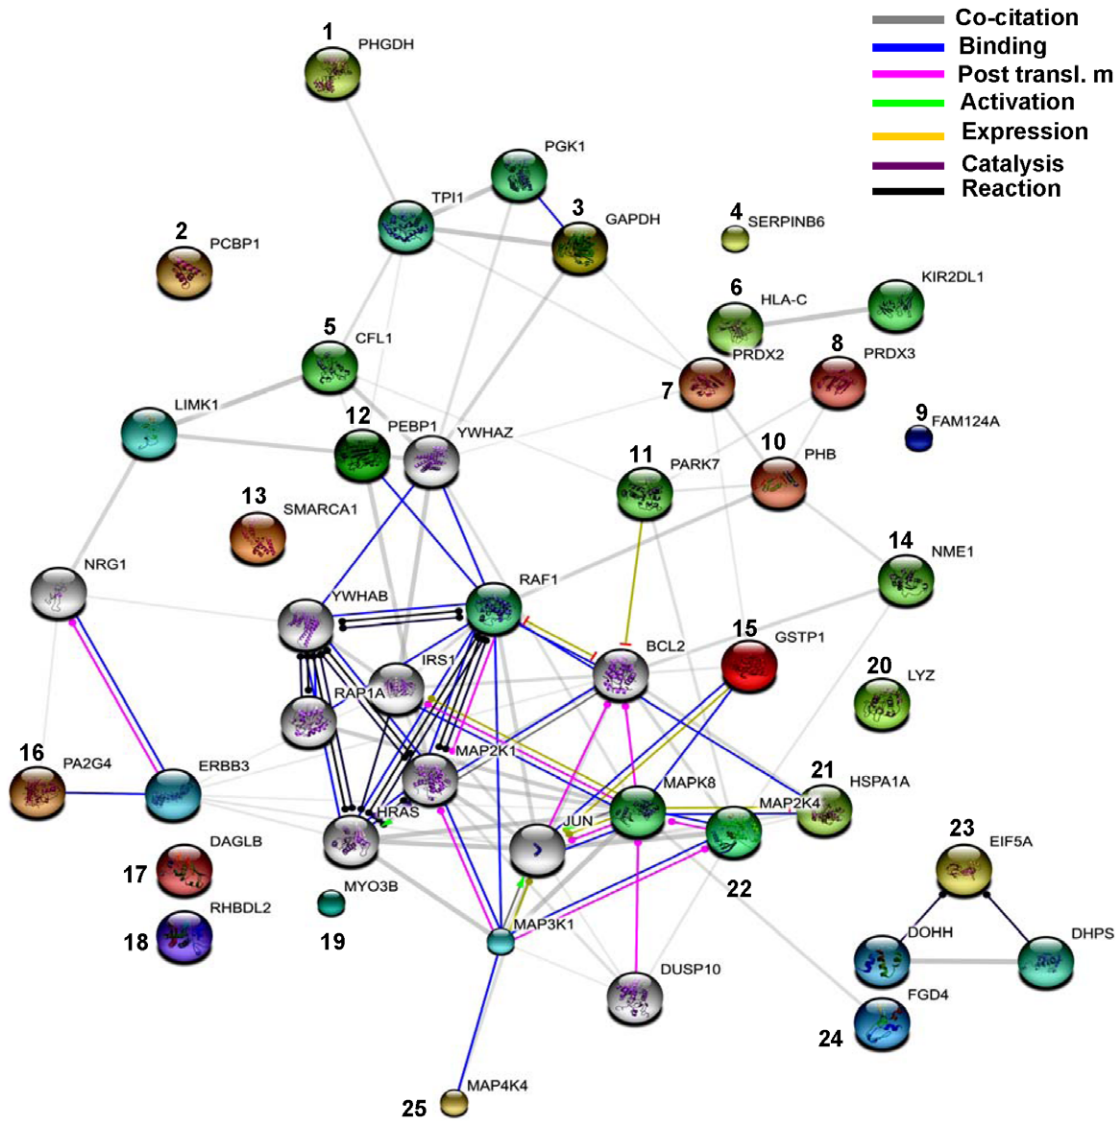 Co-citation
Binding
Post transl. m
Activation
Expression
Catalysis
Reaction
1
PHGDH
PGK1
TPI1
3
GAPDH
4
SERPINB6
2
PCBP1
6
HLA-C
KIR2DL1
5
CFL1
7
PRDX2
8
PRDX3
LIMK1
12
PEBP1
YWHAZ
9
FAM124A
11
PARK7
10
PHB
13
SMARCA1
14
NME1
NRG1
YWHAB
RAF1
IRS1
BCL2
15
GSTP1
20
LYZ
RAP1A
16
PA2G4
ERBB3
MAP2K1
MAPK8
MAP2K4
21
HSPA1A
HRAS
JUN
22
17
DAGLB
23
EIF5A
MYO3B
19
18
RHBDL2
MAP3K1
DOHH
DHPS
DUSP10
24
FGD4
25
MAP4K4